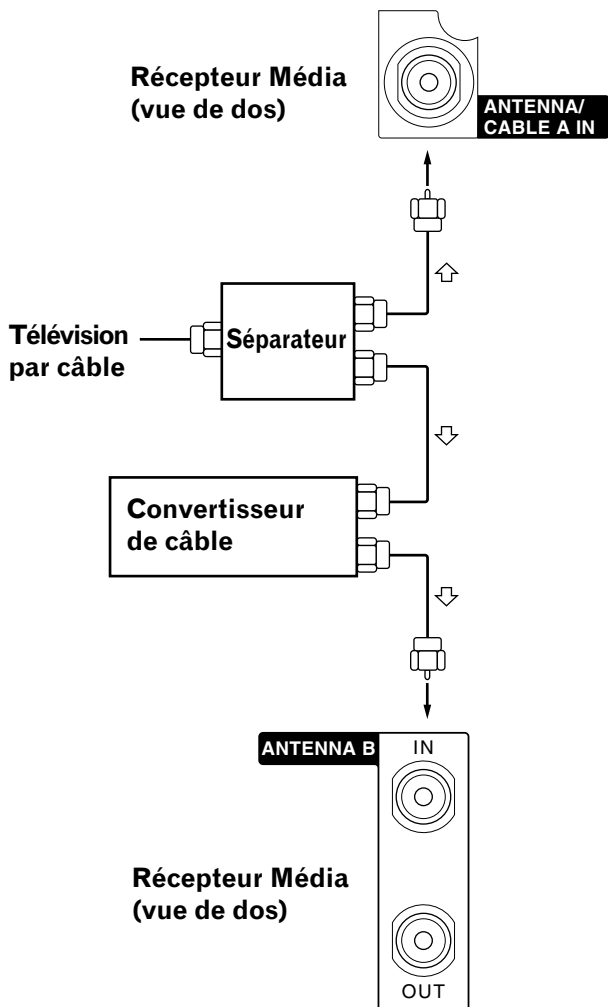 Récepteur Média
(vue de dos)
ANTENNA/
CABLE A IN
Télévision
par câble
Séparateur
Convertisseur
de câble
ANTENNA B
IN
Récepteur Média
(vue de dos)
OUT